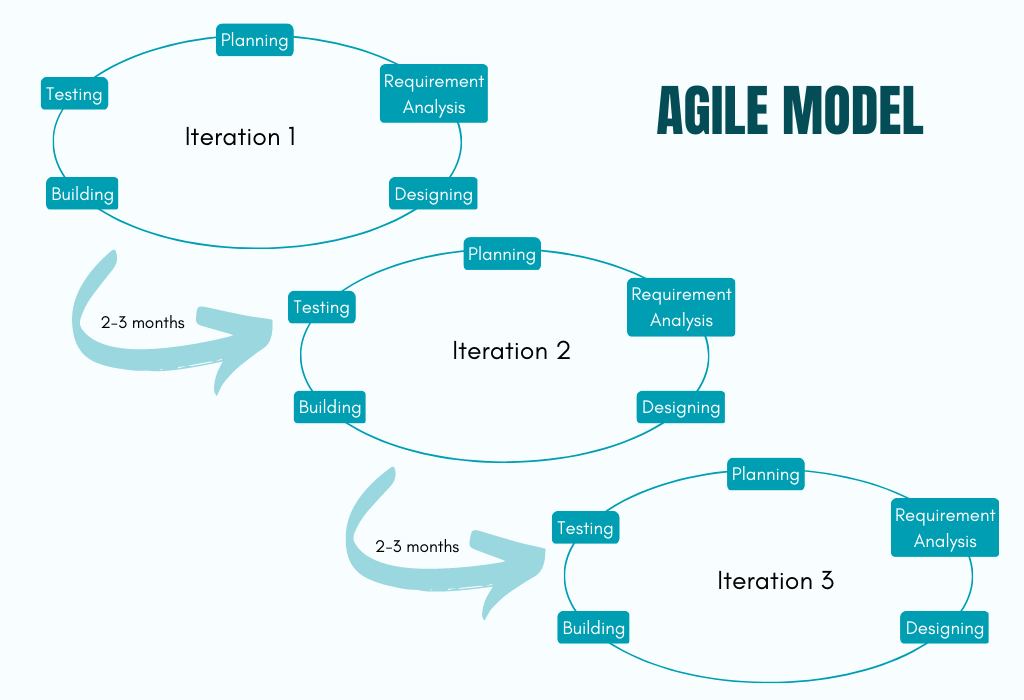 AGILE MODEL
Planning
Requirement
Analysis
Testing
Iteration 1
Building
Designing
2-3 months
Planning
Requirement
Analysis
Testing
Iteration 2
Building
Designing
2-3 months
Planning
Requirement
Analysis
Testing
Iteration 3
Building
Designing